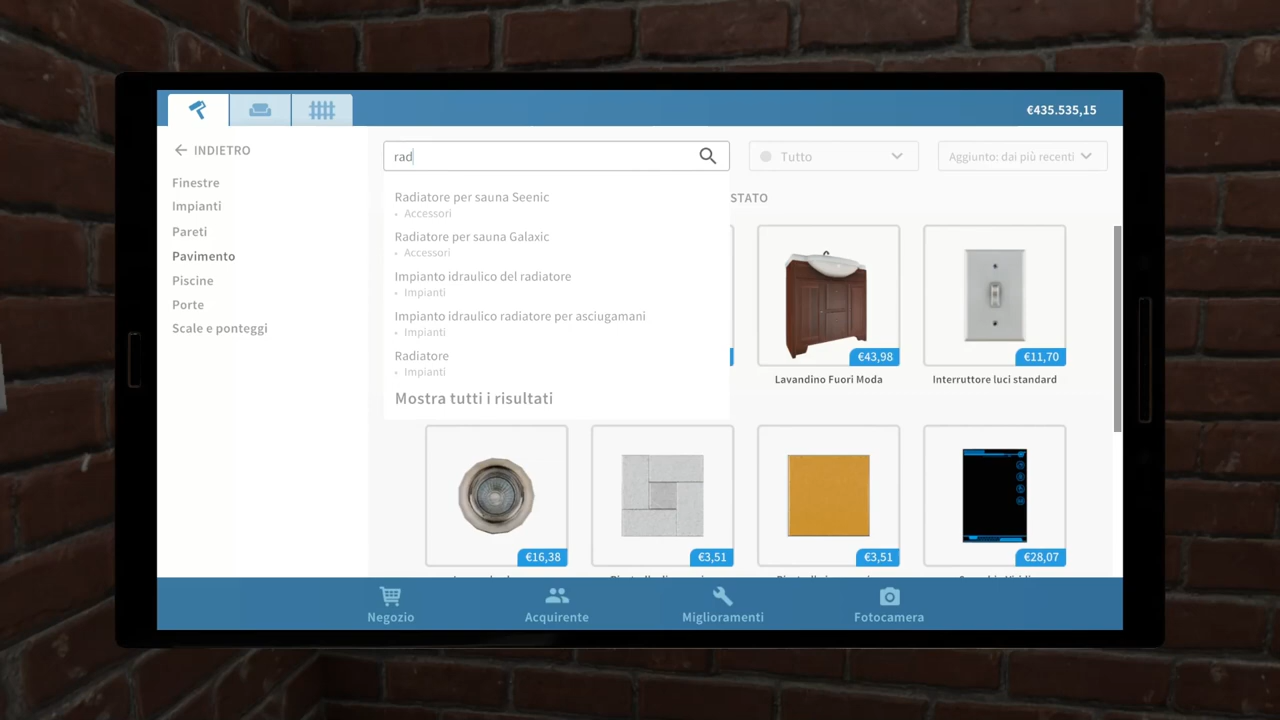 €435.535,15
INDIETRO
Finestre
Impianti
Pareti
Pavimento
Piscine
Porte
Scale e ponteggi
rad
Tutto
Aggiunto: dai più recenti
STATO
Radiatore per sauna Seenic
• Accessori
Radiatore per sauna Galaxic
• Accessori
Impianto idraulico del radiatore
• Impianti
Impianto idraulico radiatore per asciugamani
• Impianti
Radiatore
• Impianti
Mostra tutti i risultati
€43,98
€11,70
Lavandino Fuori Moda
Interruttore luci standard
€16,38
€3,51
€3,51
€28,07
Negozio
Acquirente
Miglioramenti
Fotocamera